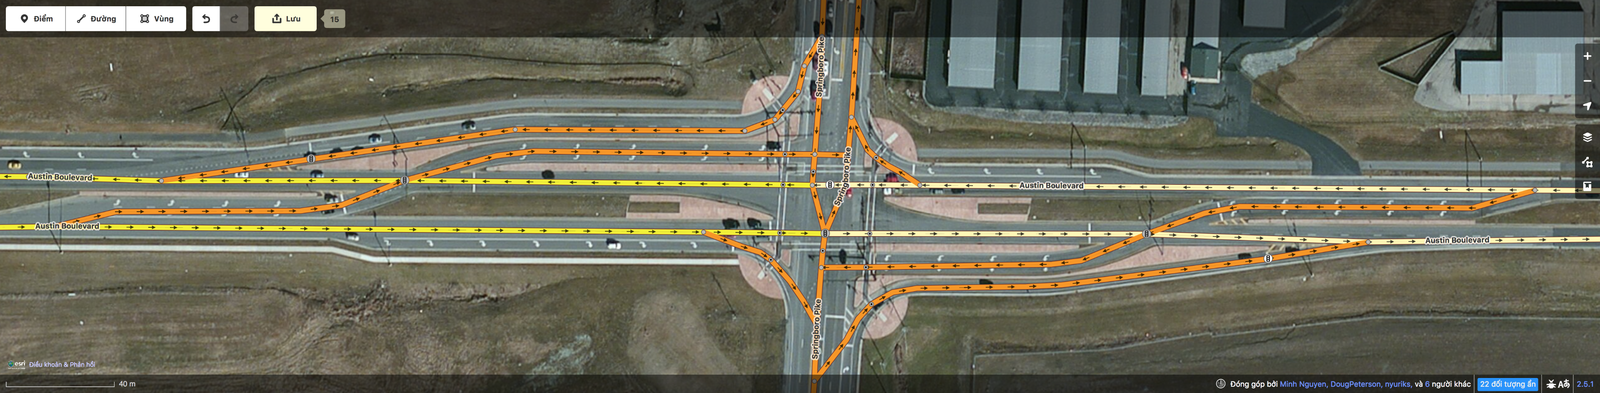 Điểm
Đường
Vùng
Lưu
15
Springboro Pike
Springboro Pike
Springboro Pike
Austin Boulevard
Austin Boulevard
Austin Boulevard
Austin Boulevard
esri Điều khoản & Phản hồi
40 m
Đóng góp bởi Minh Nguyen, DougPeterson, nyuriks, và 6 người khác
22 đối tượng ẩn
2.5.1